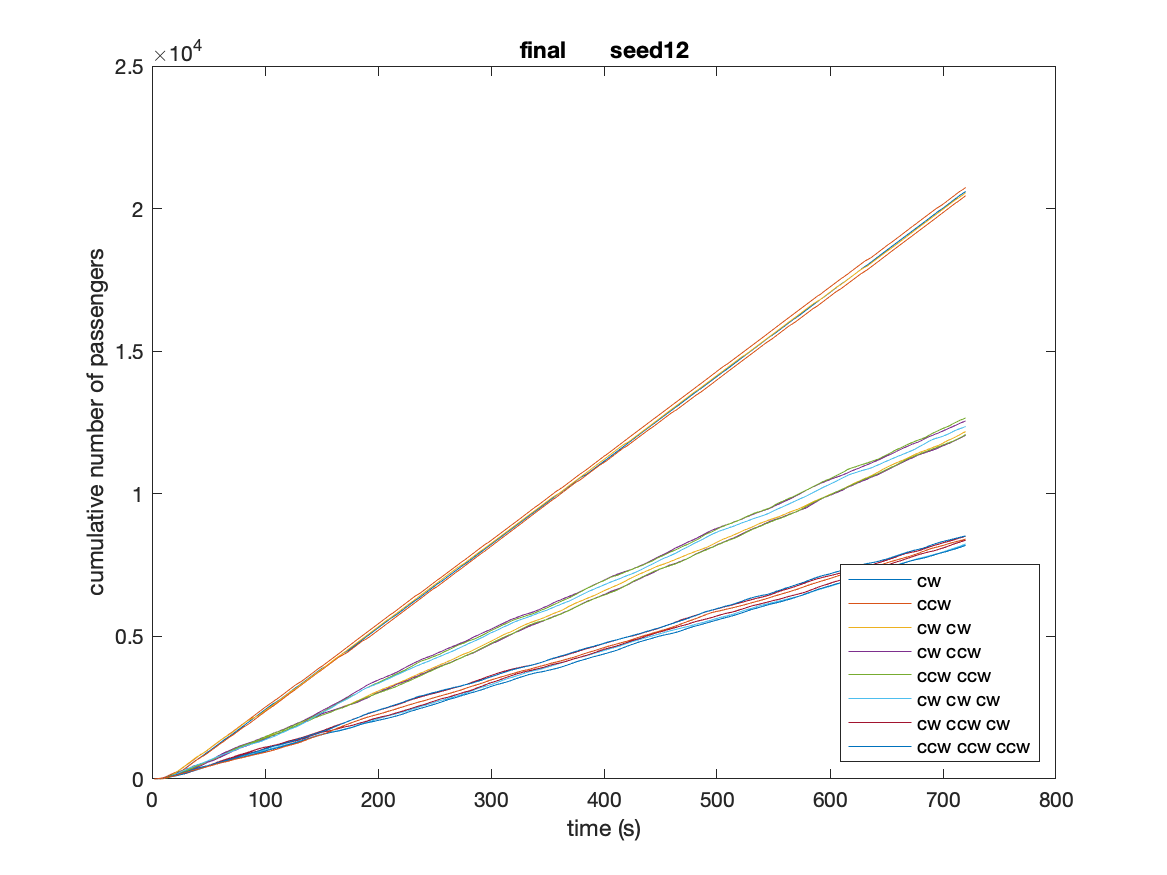 final seed12
×10^4
2.5
2
1.5
1
0.5
0
0 100 200 300 400 500 600 700 800
time (s)
cumulative number of passengers
CW
CCW
CW CW
CW CCW
CCW CCW
CW CW CW
CW CCW CW
CCW CCW CCW